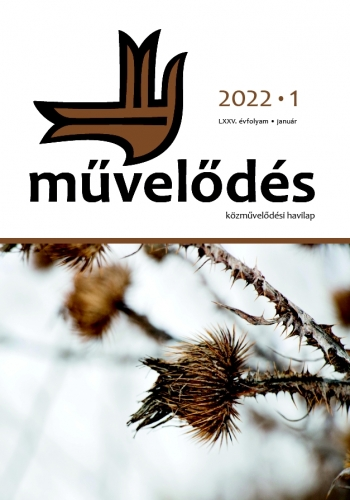 2022 • 1
LXXV. évfolyam • január
művelődés
közművelődési havilap